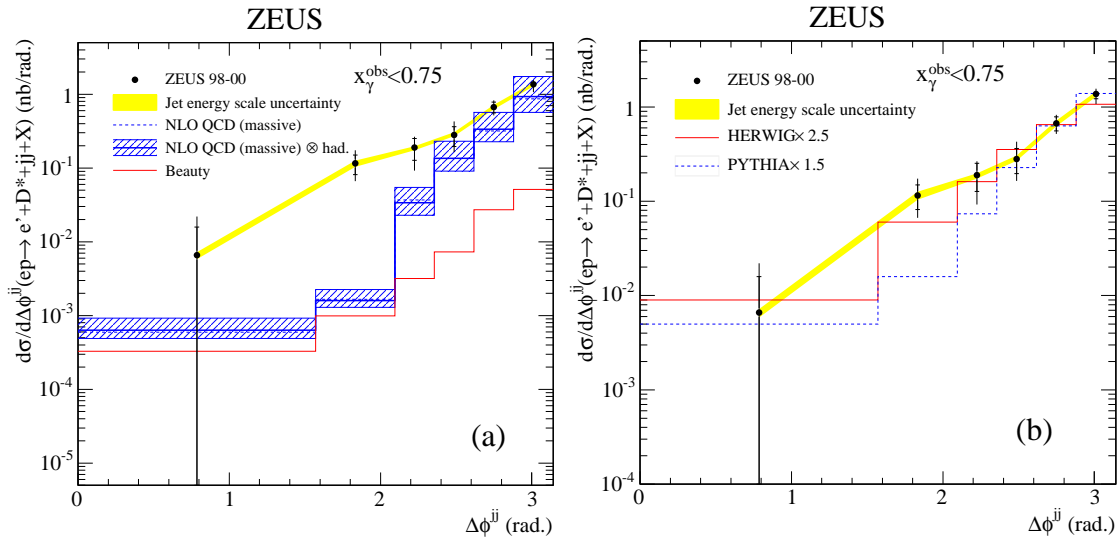 ZEUS
dσ/dΔϕ^jj(ep→ e'+D*+jj+X) (nb/rad.)
1
10^-1
10^-2
10^-3
10^-4
10^-5
ZEUS 98-00
x_γ^obs<0.75
Jet energy scale uncertainty
NLO QCD (massive)
NLO QCD (massive) ⊗ had.
Beauty
(a)
0 1 2 3
Δϕ^jj (rad.)
ZEUS
dσ/dΔϕ^jj(ep→ e'+D*+jj+X) (nb/rad.)
10
1
10^-1
10^-2
10^-3
10^-4
x_γ^obs<0.75
ZEUS 98-00
Jet energy scale uncertainty
HERWIG× 2.5
PYTHIA× 1.5
(b)
0 1 2 3
Δϕ^jj (rad.)